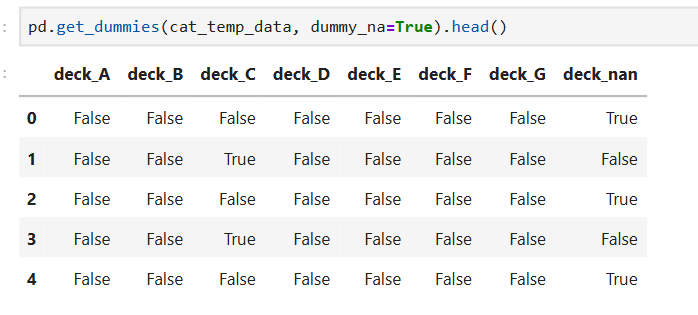 : pd.get_dummies(cat_temp_data, dummy_na=True).head()
: deck_A deck_B deck_C deck_D deck_E deck_F deck_G deck_nan
0 False False False False False False False True
1 False False True False False False False False
2 False False False False False False False True
3 False False True False False False False False
4 False False False False False False False True